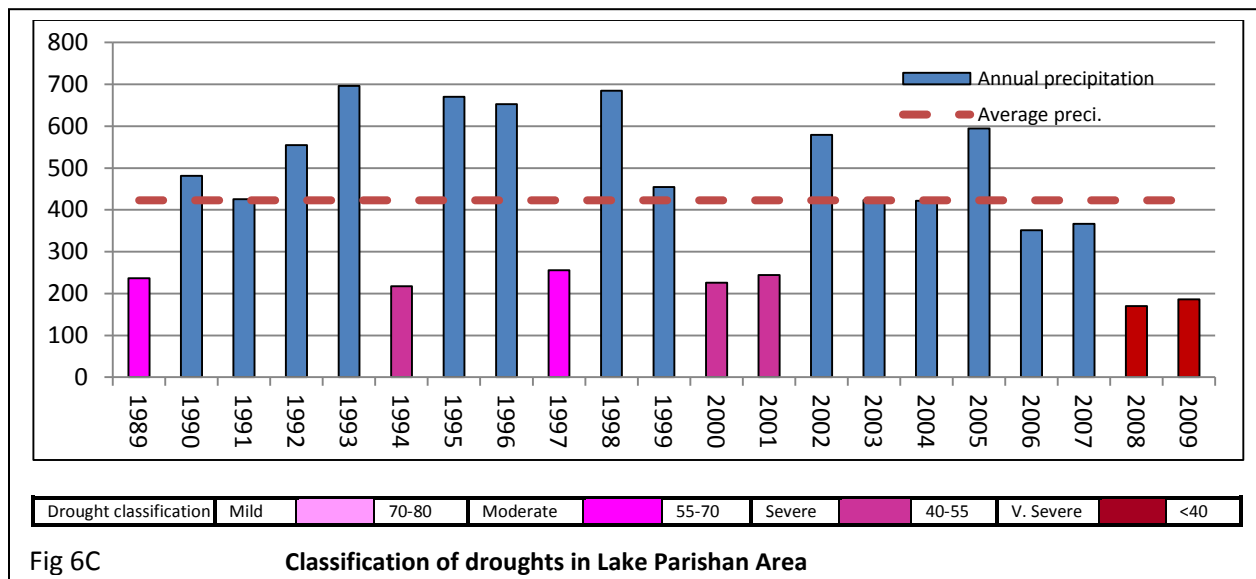 800
700
600
500
400
300
200
100
0
Annual precipitation
Average preci.
1989 1990 1991 1992 1993 1994 1995 1996 1997 1998 1999 2000 2001 2002 2003 2004 2005 2006 2007 2008 2009
Drought classification Mild 70-80 Moderate 55-70 Severe 40-55 V. Severe <40
Fig 6C Classification of droughts in Lake Parishan Area